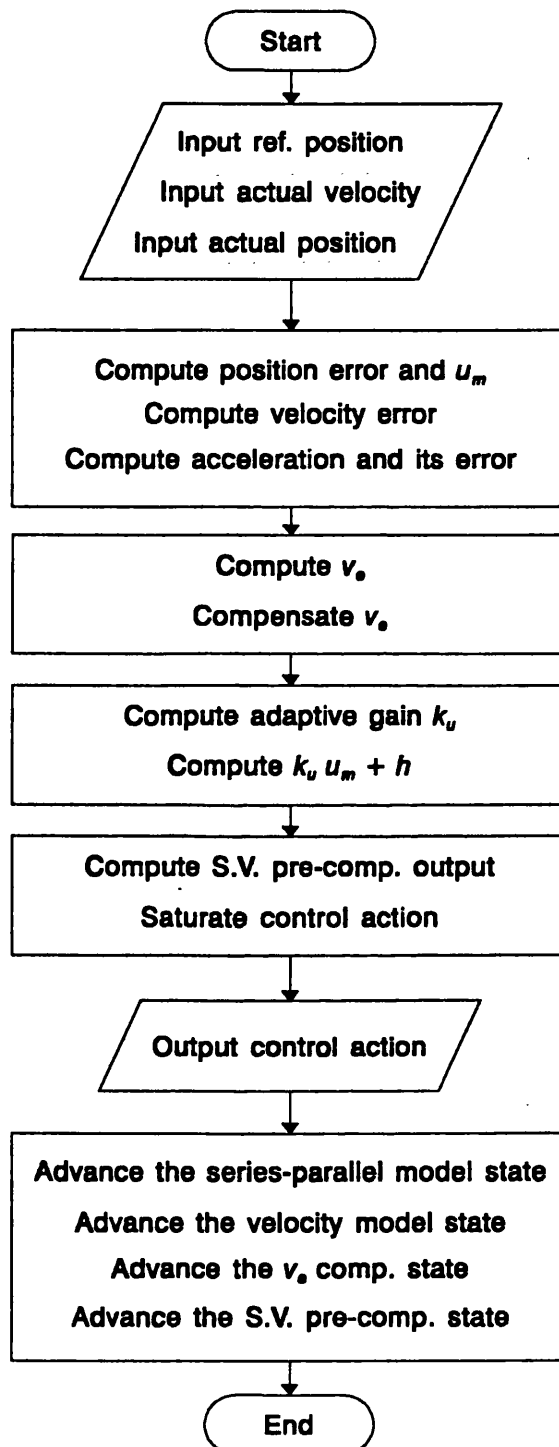 Start
Input ref. position
Input actual velocity
Input actual position
Compute position error and u_m
Compute velocity error
Compute acceleration and its error
Compute v_e
Compensate v_e
Compute adaptive gain k_u
Compute k_u u_m + h
Compute S.V. pre-comp. output
Saturate control action
Output control action
Advance the series-parallel model state
Advance the velocity model state
Advance the v_e comp. state
Advance the S.V. pre-comp. state
End